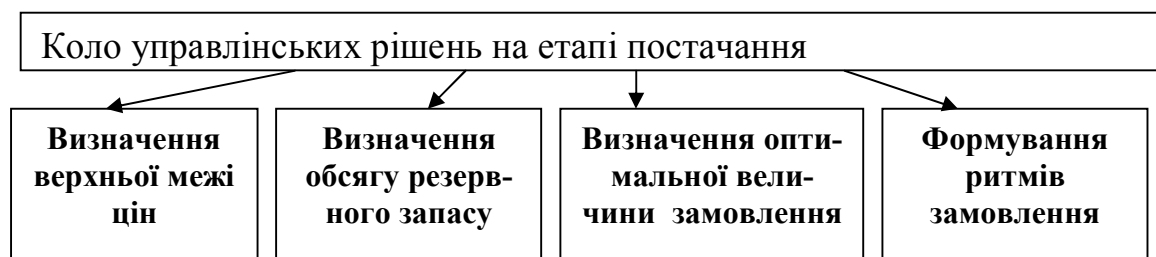 Коло управлінських рішень на етапі постачання
Визначення
верхньої межі
цін
Визначення
обсягу резерв-
ного запасу
Визначення опти-
мальної вели-
чини замовлення
Формування
ритмів
замовлення